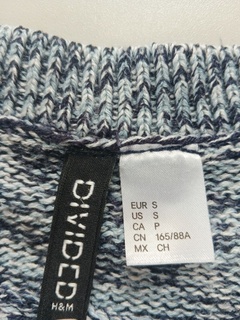 DIVIDED
H&M
EUR S
US S
CA P
CN 165/88A
MX CH